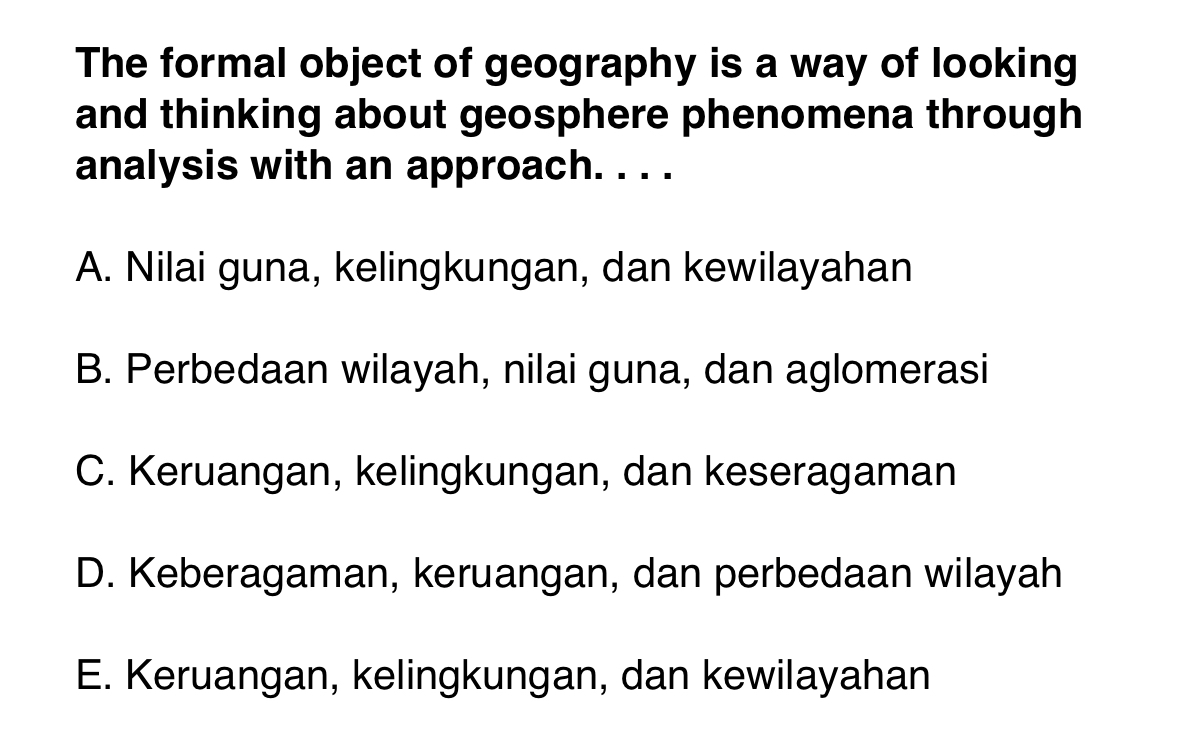 The formal object of geography is a way of looking
and thinking about geosphere phenomena through
analysis with an approach. . . .
A. Nilai guna, kelingkungan, dan kewilayahan
B. Perbedaan wilayah, nilai guna, dan aglomerasi
C. Keruangan, kelingkungan, dan keseragaman
D. Keberagaman, keruangan, dan perbedaan wilayah
E. Keruangan, kelingkungan, dan kewilayahan